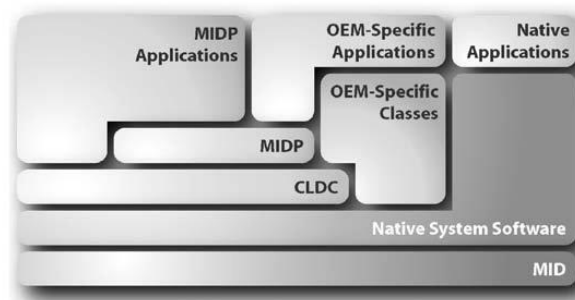 MIDP
Applications
OEM-Specific
Applications
Native
Applications
OEM-Specific
Classes
MIDP
CLDC
Native System Software
MID